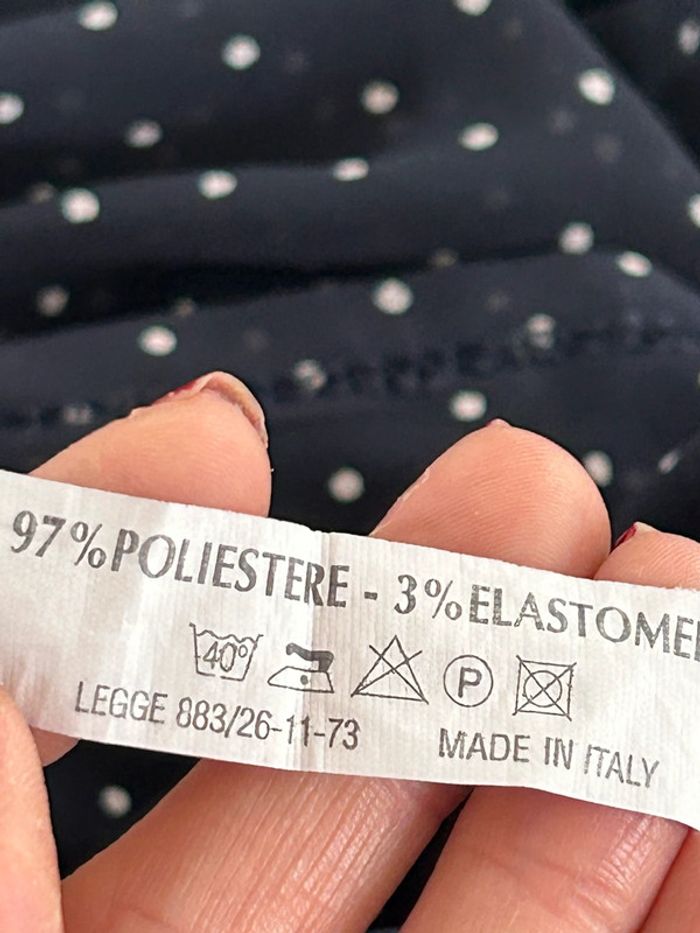 97% POLIESTERE - 3% ELASTOME
40° P
LEGGE 883/26-11-73 MADE IN ITALY